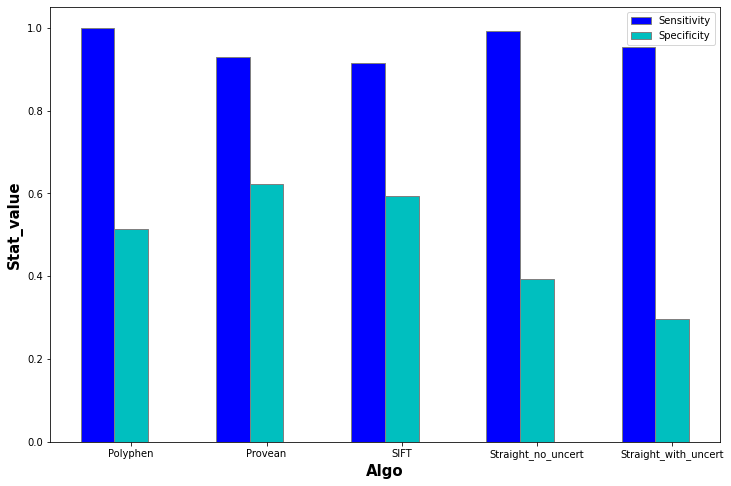 Sensitivity
Specificity
1.0
0.8
0.6
0.4
0.2
0.0
Stat_value
Polyphen Provean SIFT Straight_no_uncert Straight_with_uncert
Algo